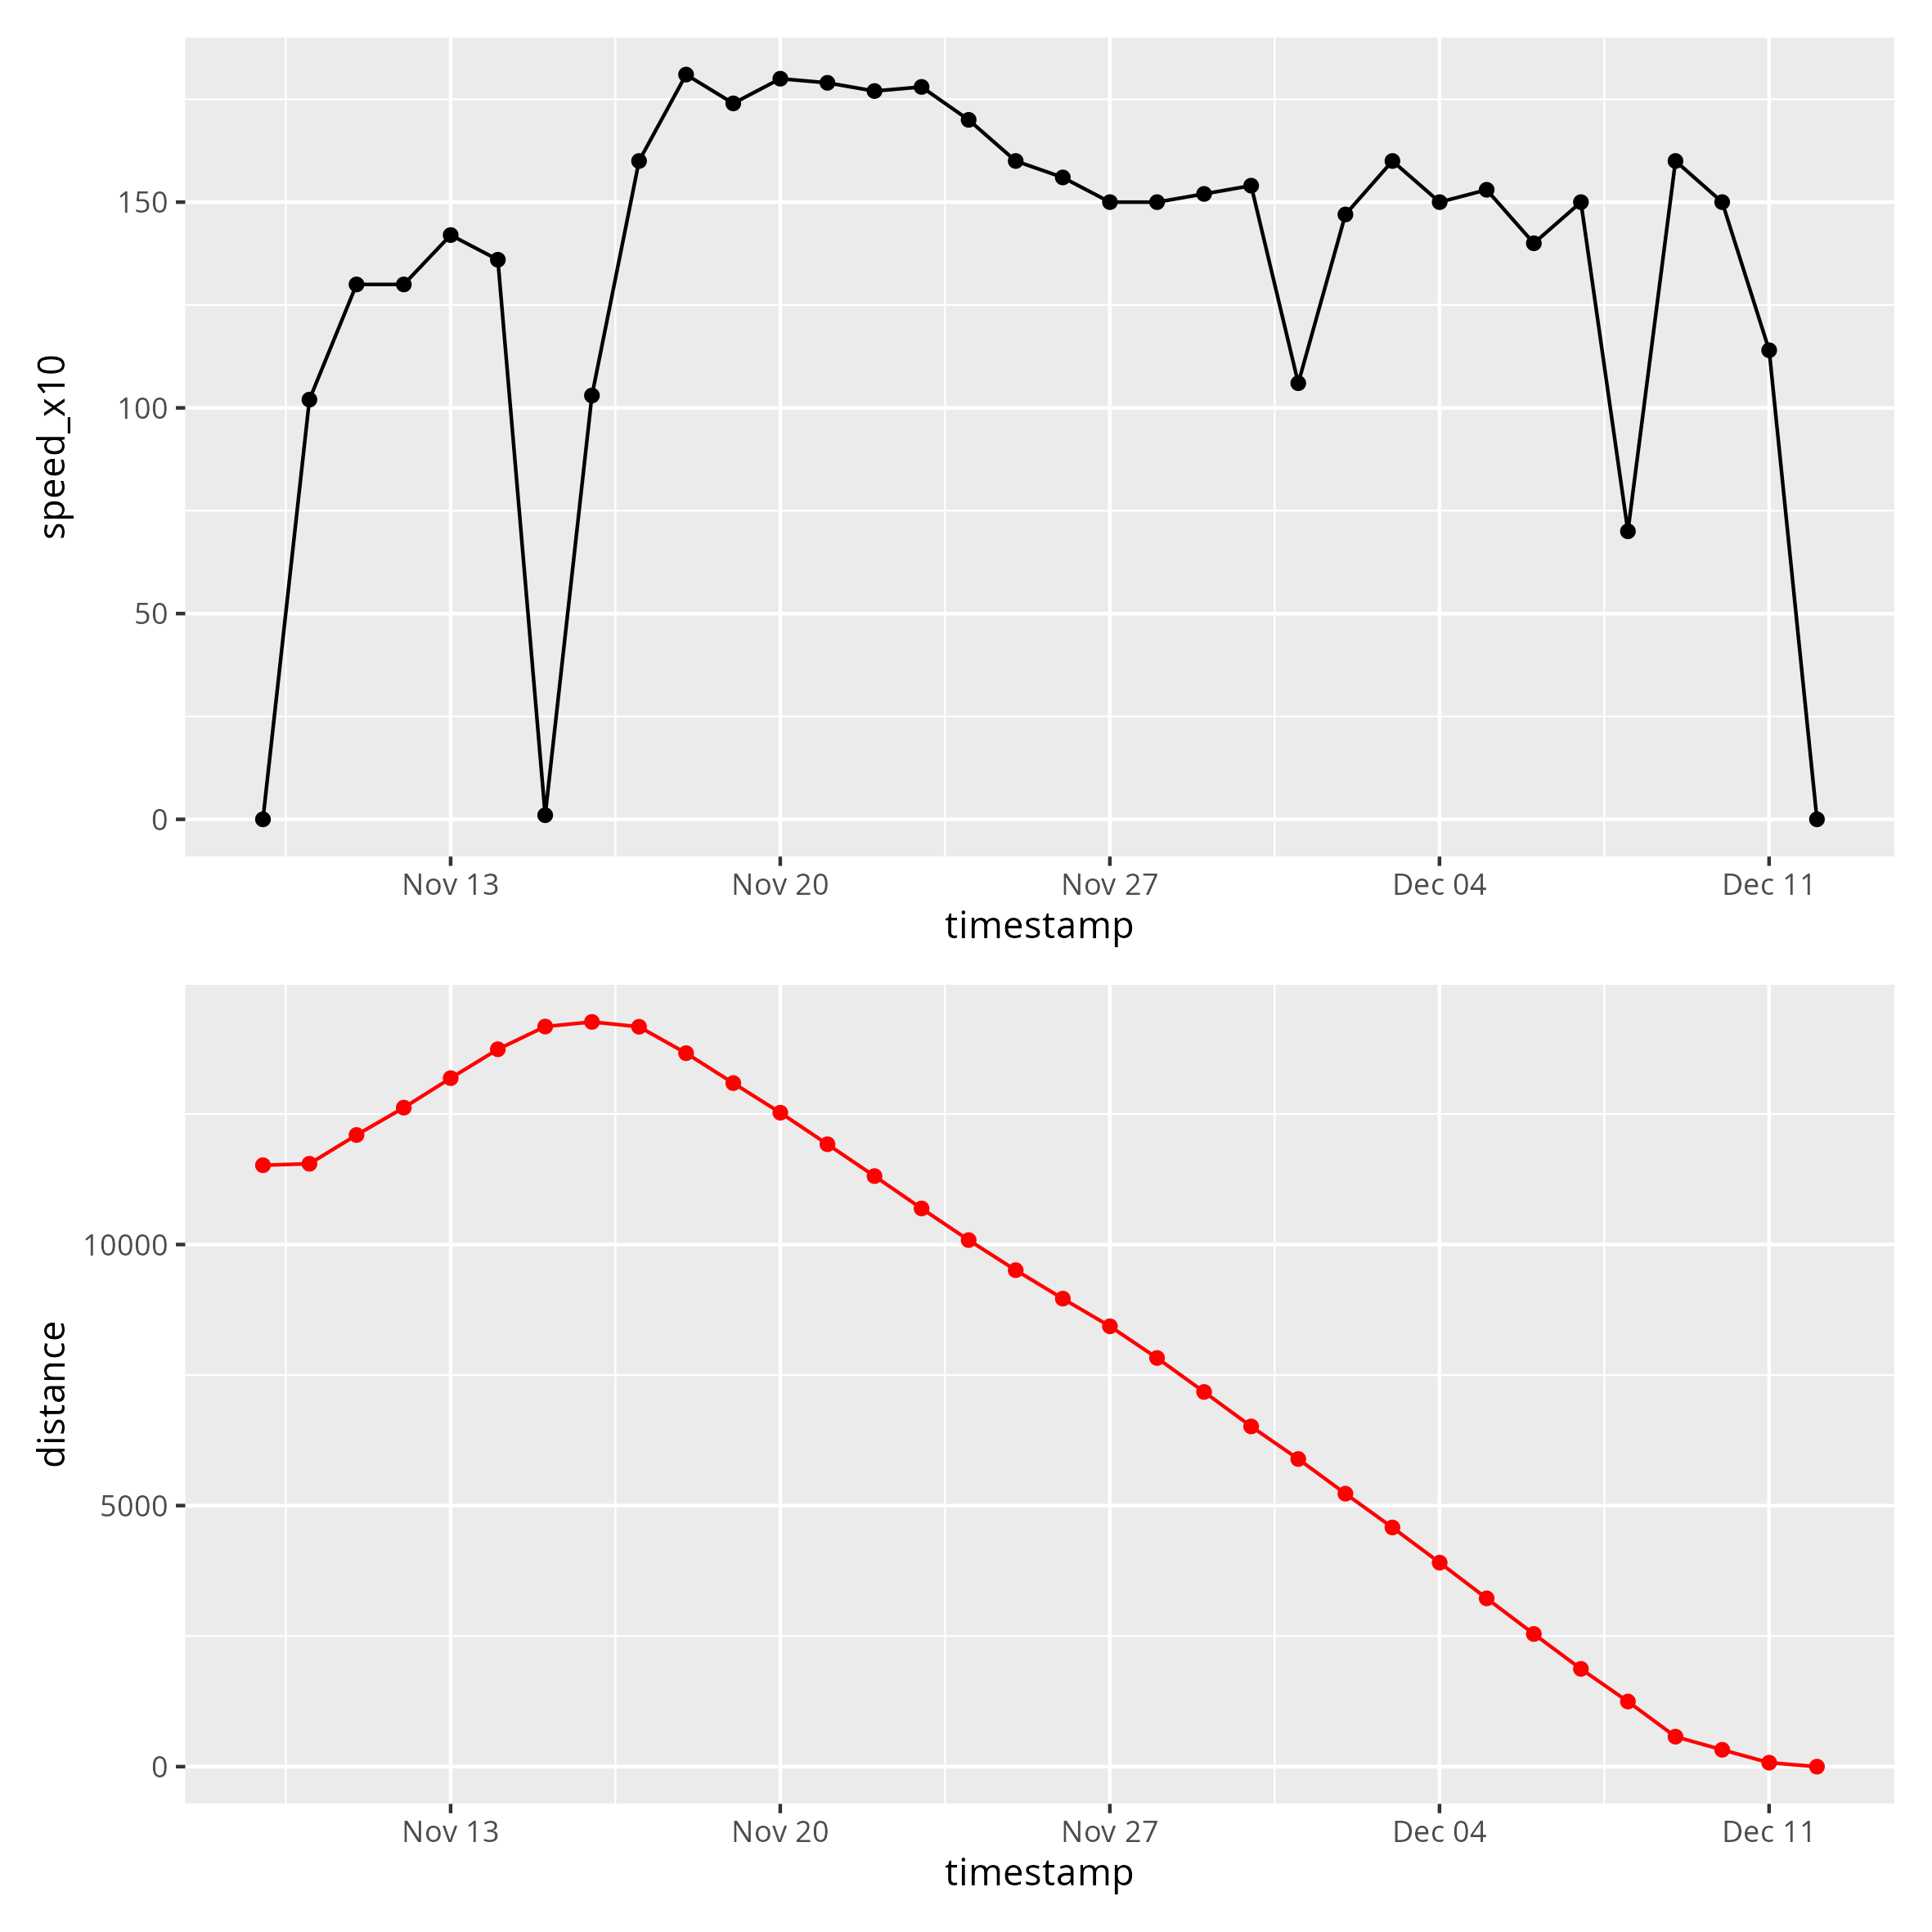 speed_x10
150
100
50
0
Nov 13 Nov 20 Nov 27 Dec 04 Dec 11
timestamp
distance
10000
5000
0
Nov 13 Nov 20 Nov 27 Dec 04 Dec 11
timestamp